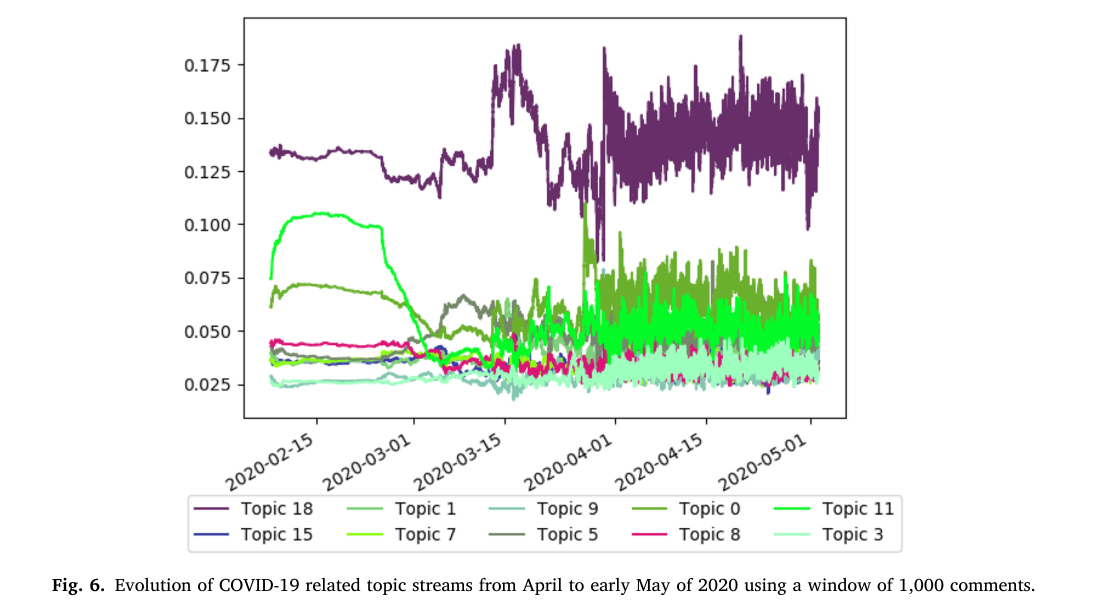 0.175
0.150
0.125
0.100
0.075
0.050
0.025
2020-02-15 2020-03-01 2020-03-15 2020-04-01 2020-04-15 2020-05-01
Topic 18 Topic 1 Topic 9 Topic 0 Topic 11
Topic 15 Topic 7 Topic 5 Topic 8 Topic 3
Fig. 6. Evolution of COVID-19 related topic streams from April to early May of 2020 using a window of 1,000 comments.